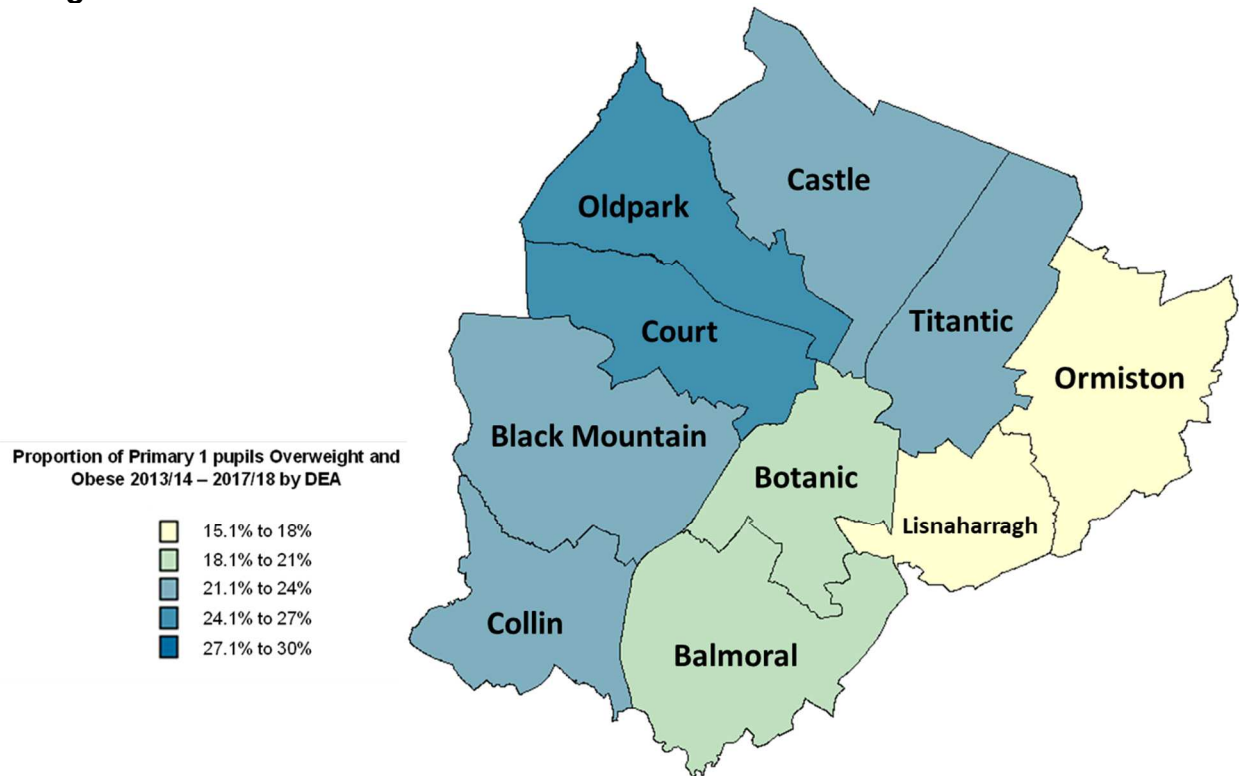 Oldpark
Castle
Court
Titantic
Ormiston
Black Mountain
Botanic
Lisnaharragh
Collin
Balmoral
Proportion of Primary 1 pupils Overweight and
Obese 2013/14 – 2017/18 by DEA
15.1% to 18%
18.1% to 21%
21.1% to 24%
24.1% to 27%
27.1% to 30%